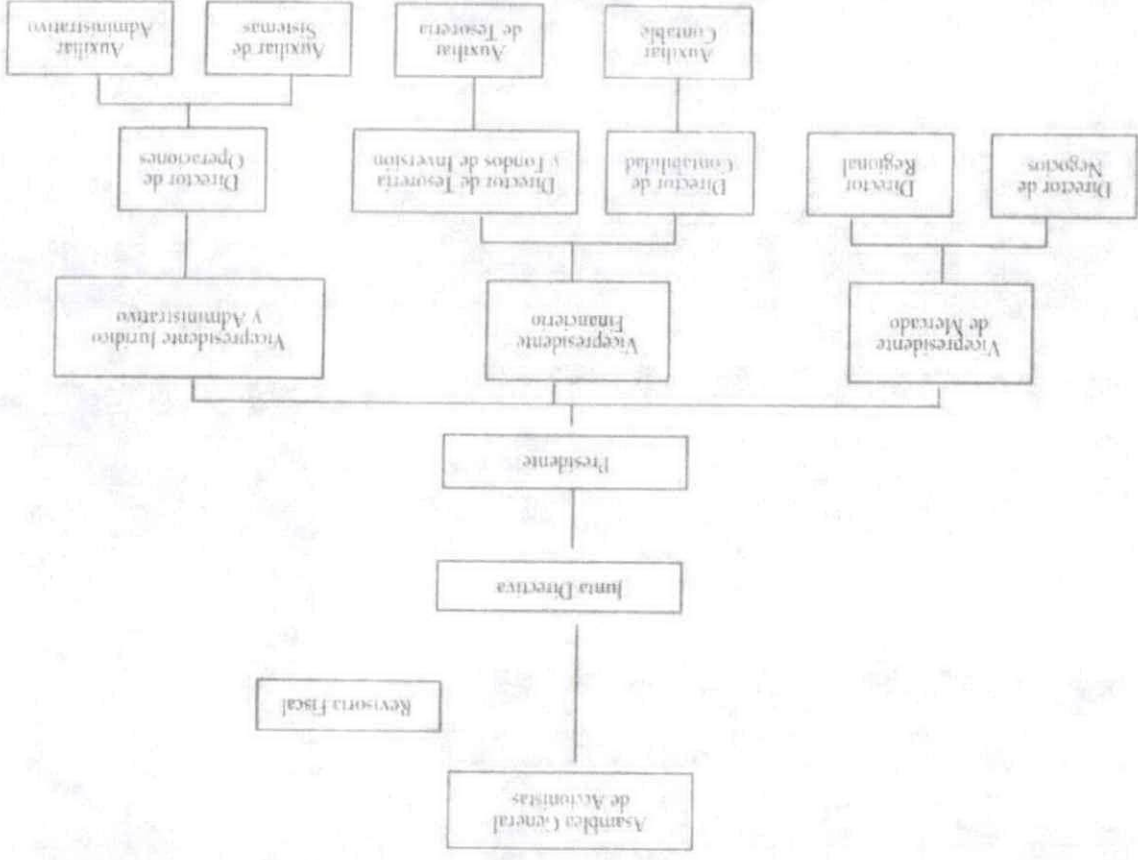 Asamblea General
de Accionistas
Revisoria Fiscal
Junta Directiva
Presidente
Vicepresidente
de Mercado
Vicepresidente
Financierio
Vicepresidente Jurídico
y Administrativo
Director de
Negocios
Director
Regional
Director de
Contabilidad
Director de Tesorería
y Fondos de Inversión
Director de
Operaciones
Auxiliar
Contable
Auxiliar
de Tesorería
Auxiliar de
Sistemas
Auxiliar
Administrativo